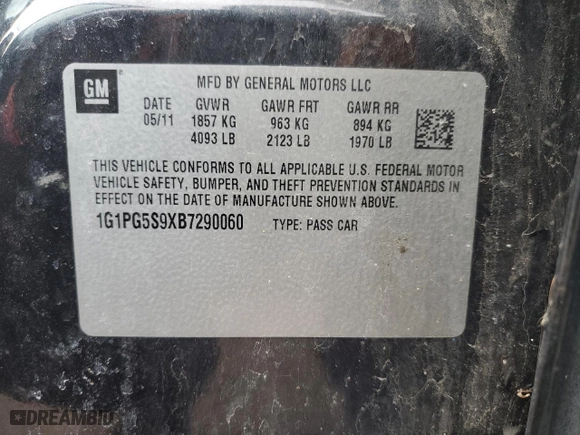 GM
MFD BY GENERAL MOTORS LLC
DATE GVWR GAWR FRT GAWR RR
05/11 1857 KG 963 KG 894 KG
4093 LB 2123 LB 1970 LB
THIS VEHICLE CONFORMS TO ALL APPLICABLE U.S. FEDERAL MOTOR
VEHICLE SAFETY, BUMPER, AND THEFT PREVENTION STANDARDS IN
EFFECT ON THE DATE OF MANUFACTURE SHOWN ABOVE.
1G1PG5S9XB7290060 TYPE: PASS CAR
DREAMBID